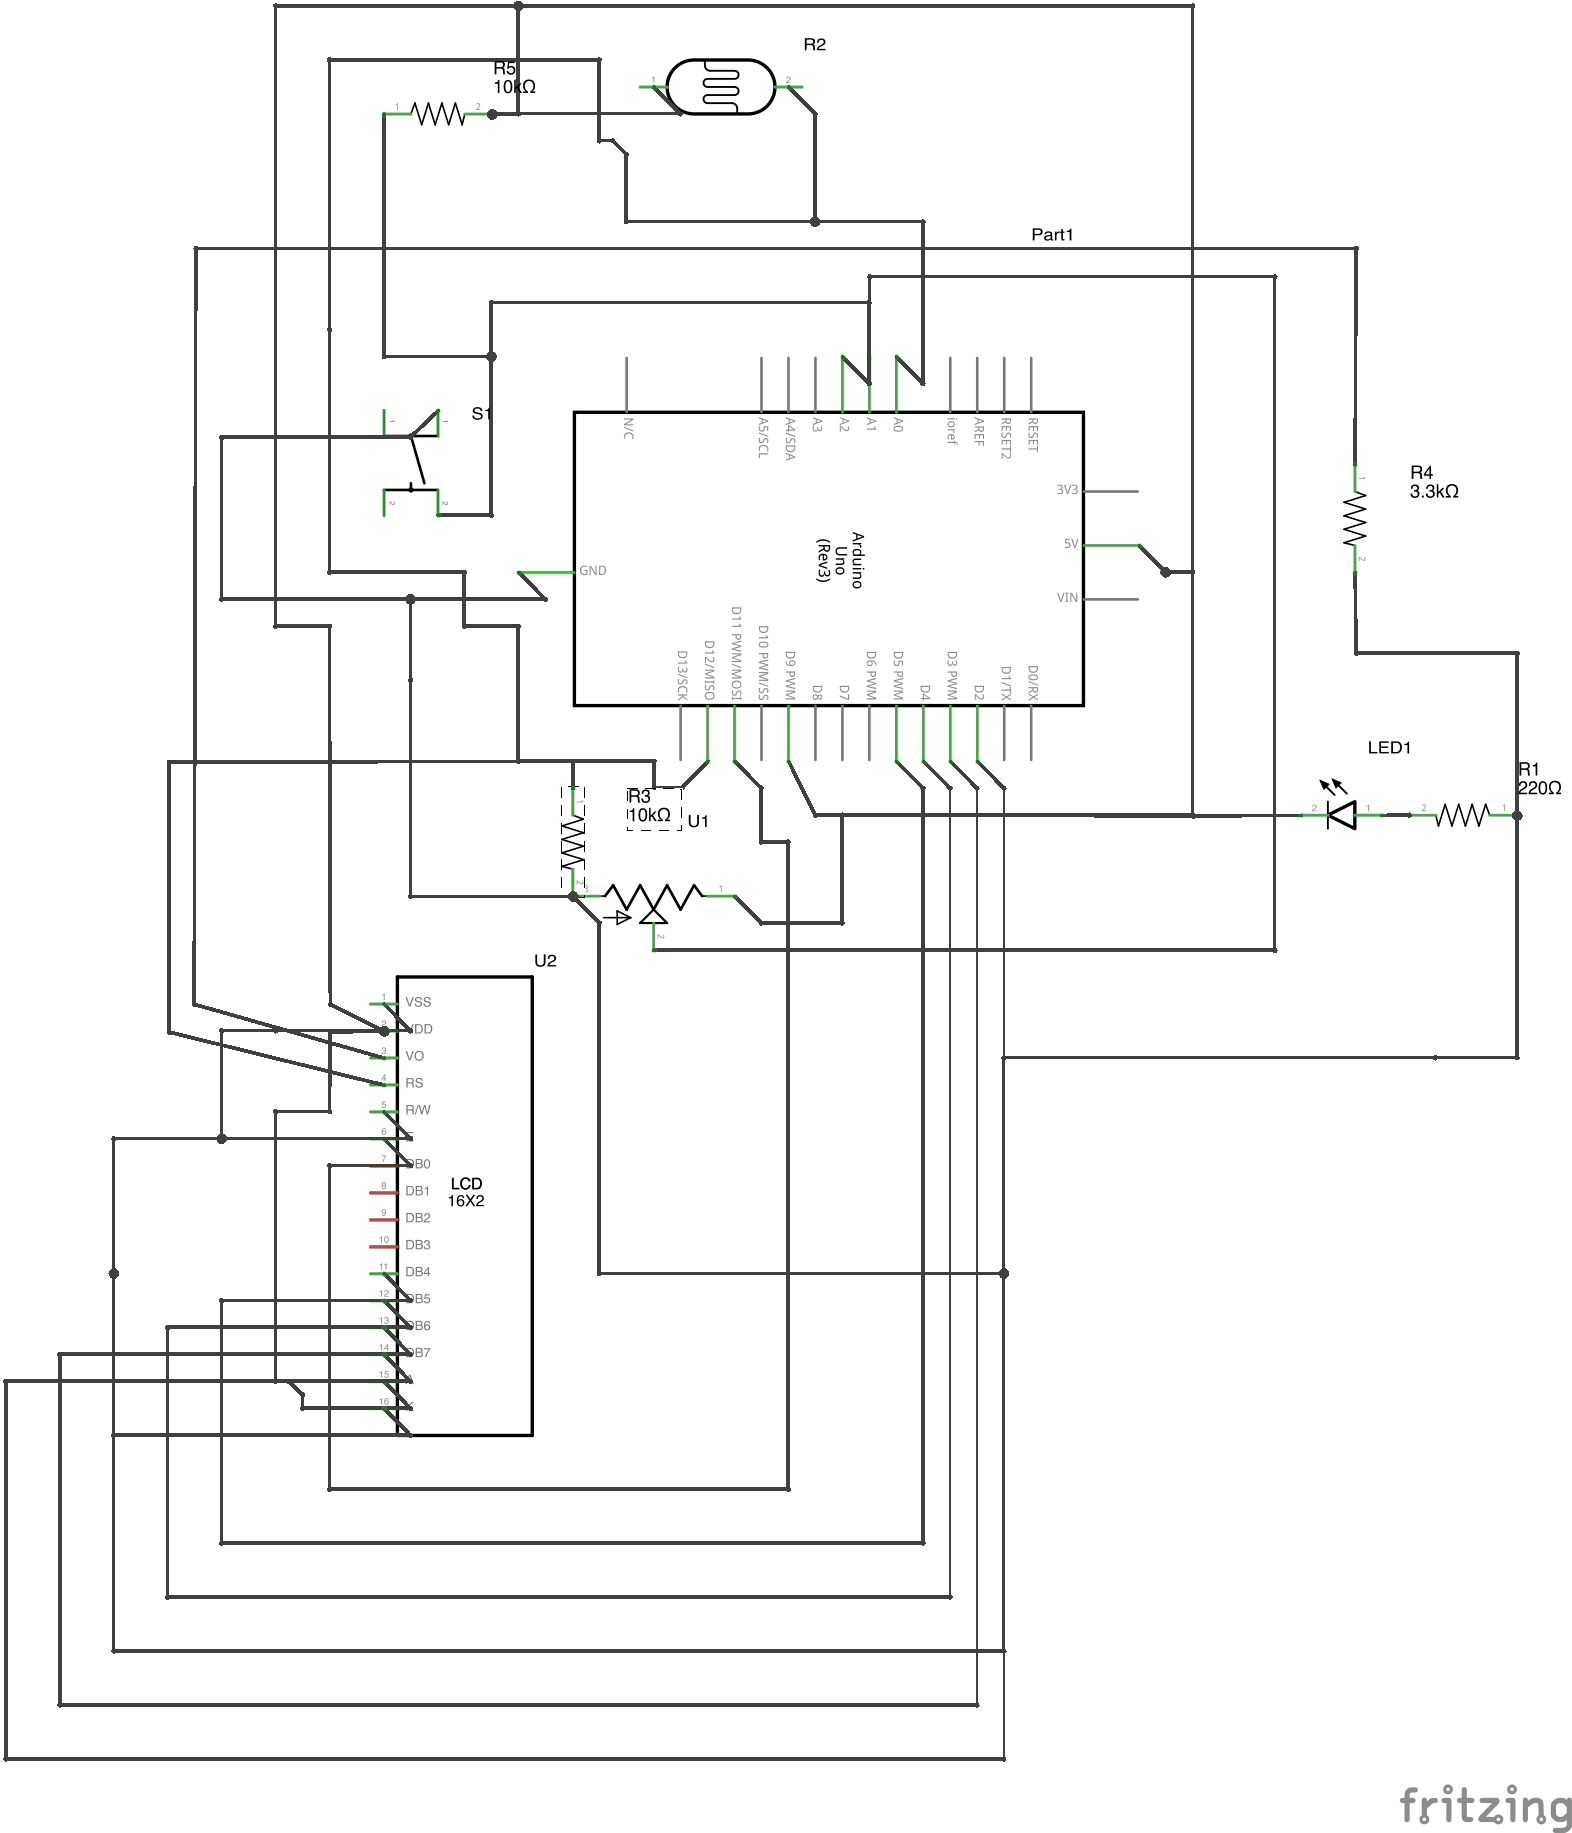 R2
R5
10kΩ
1
2
1
2
Part1
S1
1
1
2
2
N/C
A5/SCL
A4/SDA
A3
A2
A1
A0
ioref
AREF
RESET2
RESET
3V3
5V
VIN
GND
Arduino
Uno
(Rev3)
D13/SCK
D12/MISO
D11 PWM/MOSI
D10 PWM/SS
D9 PWM
D8
D7
D6 PWM
D5 PWM
D4
D3 PWM
D2
D1/TX
D0/RX
R4
3.3kΩ
1
2
LED1
R1
220Ω
2
1
2
1
R3
10kΩ
U1
1
2
3
1
2
U2
1 VSS
2 VDD
3 VO
4 RS
5 R/W
6 E
7 DB0
8 DB1
9 DB2
10 DB3
11 DB4
12 DB5
13 DB6
14 DB7
15
16
LCD
16X2
fritzing